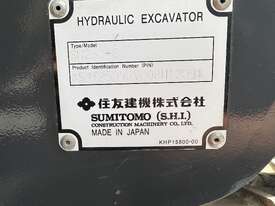 HYDRAULIC EXCAVATOR
Type/Model
Product Identification Number (PIN)
住友建機株式会社
SUMITOMO (S.H.I.)
CONSTRUCTION MACHINERY CO., LTD.
MADE IN JAPAN
KHP15800-00